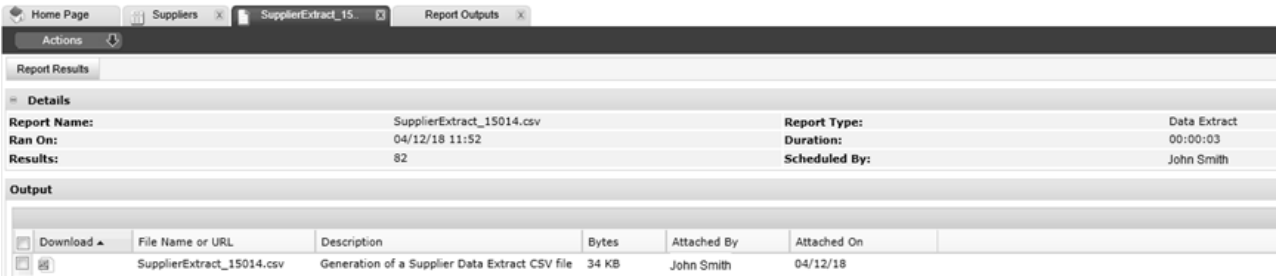 Home Page Suppliers SupplierExtract_15.. Report Outputs
Actions
Report Results
Details
Report Name: SupplierExtract_15014.csv Report Type: Data Extract
Ran On: 04/12/18 11:52 Duration: 00:00:03
Results: 82 Scheduled By: John Smith
Output
Download File Name or URL Description Bytes Attached By Attached On
SupplierExtract_15014.csv Generation of a Supplier Data Extract CSV file 34 KB John Smith 04/12/18